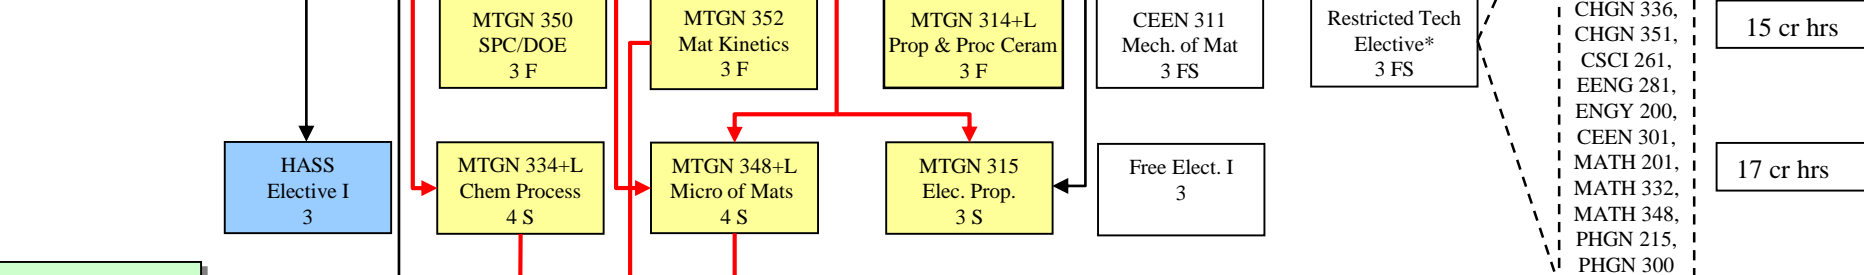 MTGN 350
SPC/DOE
3 F
MTGN 352
Mat Kinetics
3 F
MTGN 314+L
Prop & Proc Ceram
3 F
CEEN 311
Mech. of Mat
3 FS
Restricted Tech
Elective*
3 FS
CHGN 336,
CHGN 351,
CSCI 261,
EENG 281,
ENGY 200,
CEEN 301,
MATH 201,
MATH 332,
MATH 348,
PHGN 215,
PHGN 300
15 cr hrs
HASS
Elective I
3
MTGN 334+L
Chem Process
4 S
MTGN 348+L
Micro of Mats
4 S
MTGN 315
Elec. Prop.
3 S
Free Elect. I
3
17 cr hrs